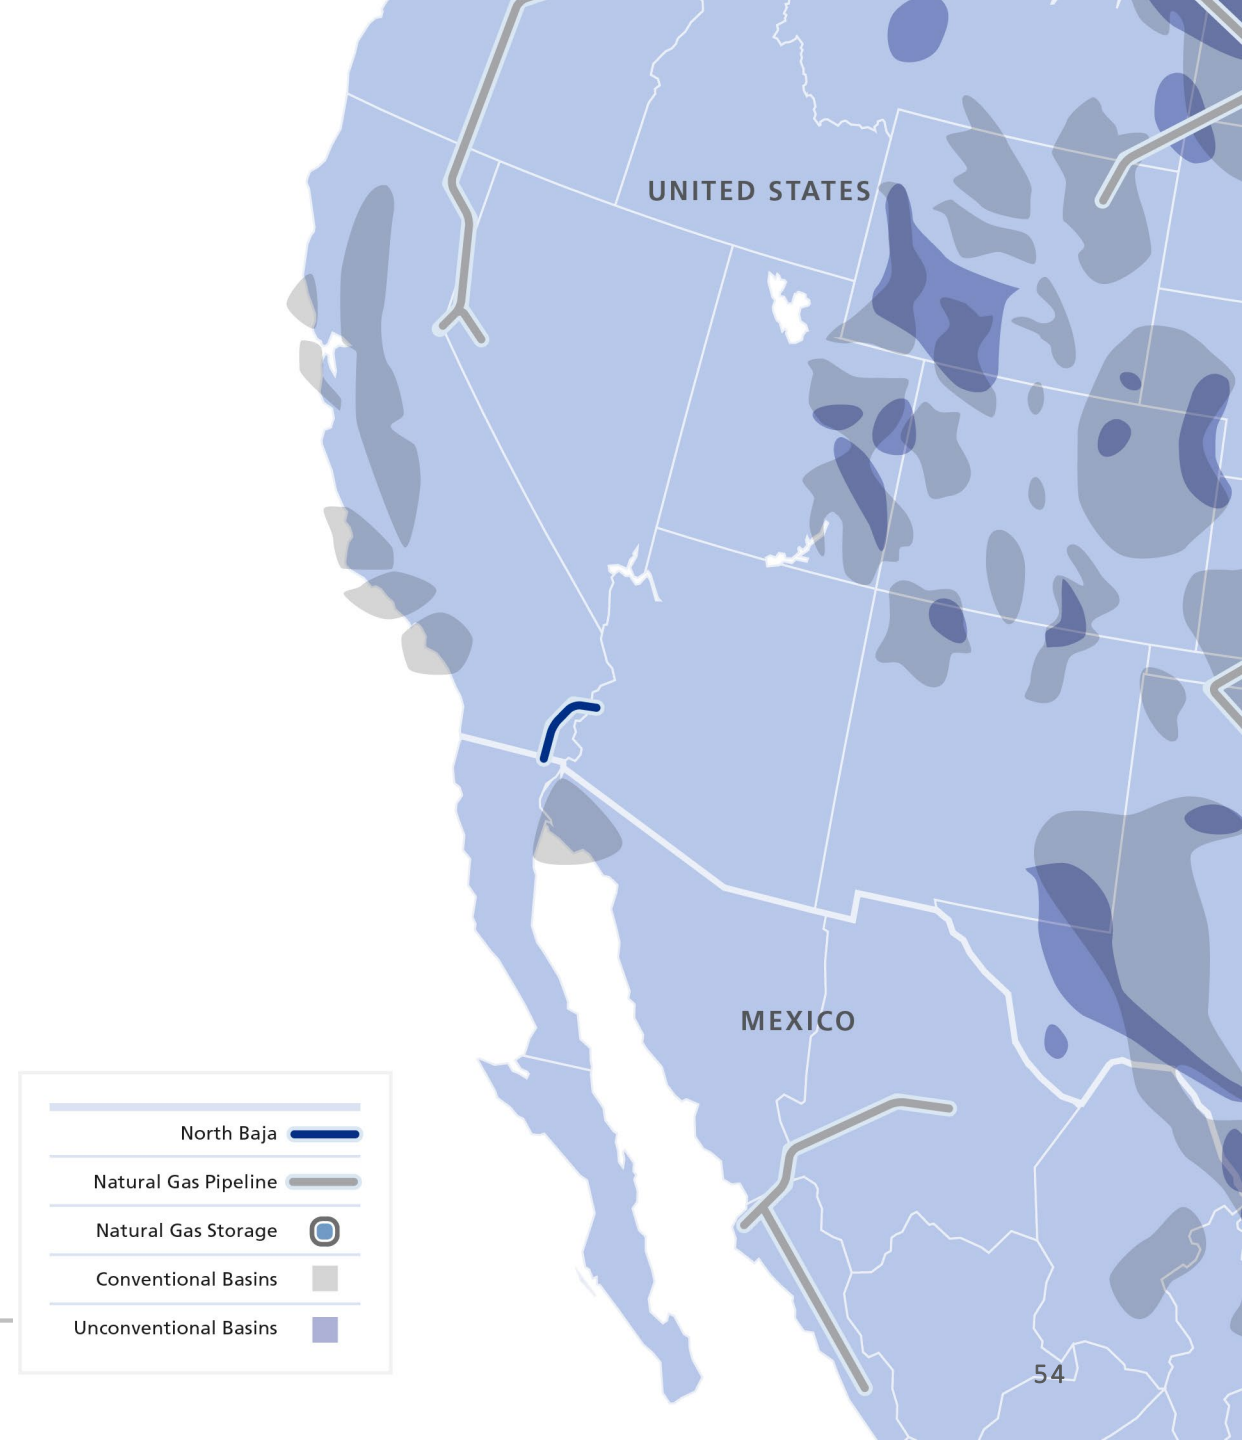 UNITED STATES
MEXICO
North Baja
Natural Gas Pipeline
Natural Gas Storage
Conventional Basins
Unconventional Basins
54